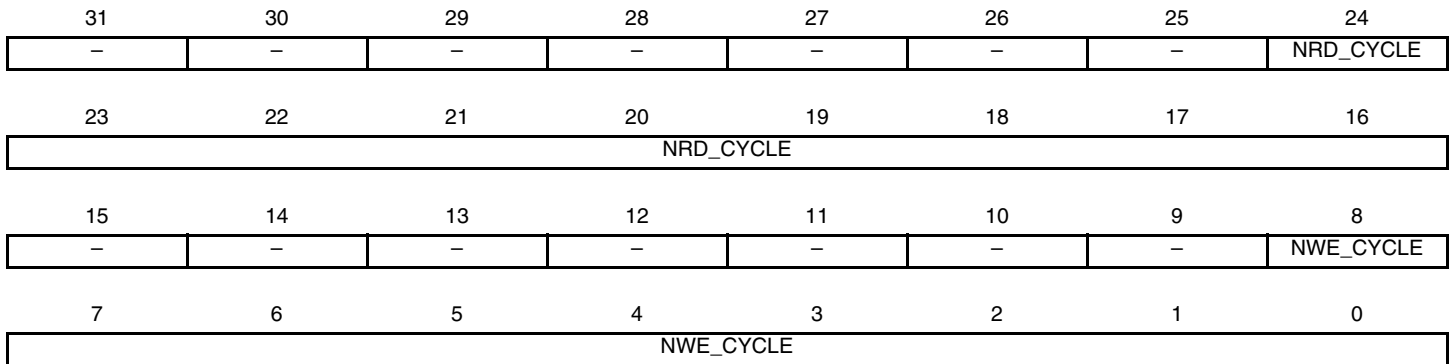 31 30 29 28 27 26 25 24
– – – – – – – NRD_CYCLE
23 22 21 20 19 18 17 16
NRD_CYCLE
15 14 13 12 11 10 9 8
– – – – – – – NWE_CYCLE
7 6 5 4 3 2 1 0
NWE_CYCLE